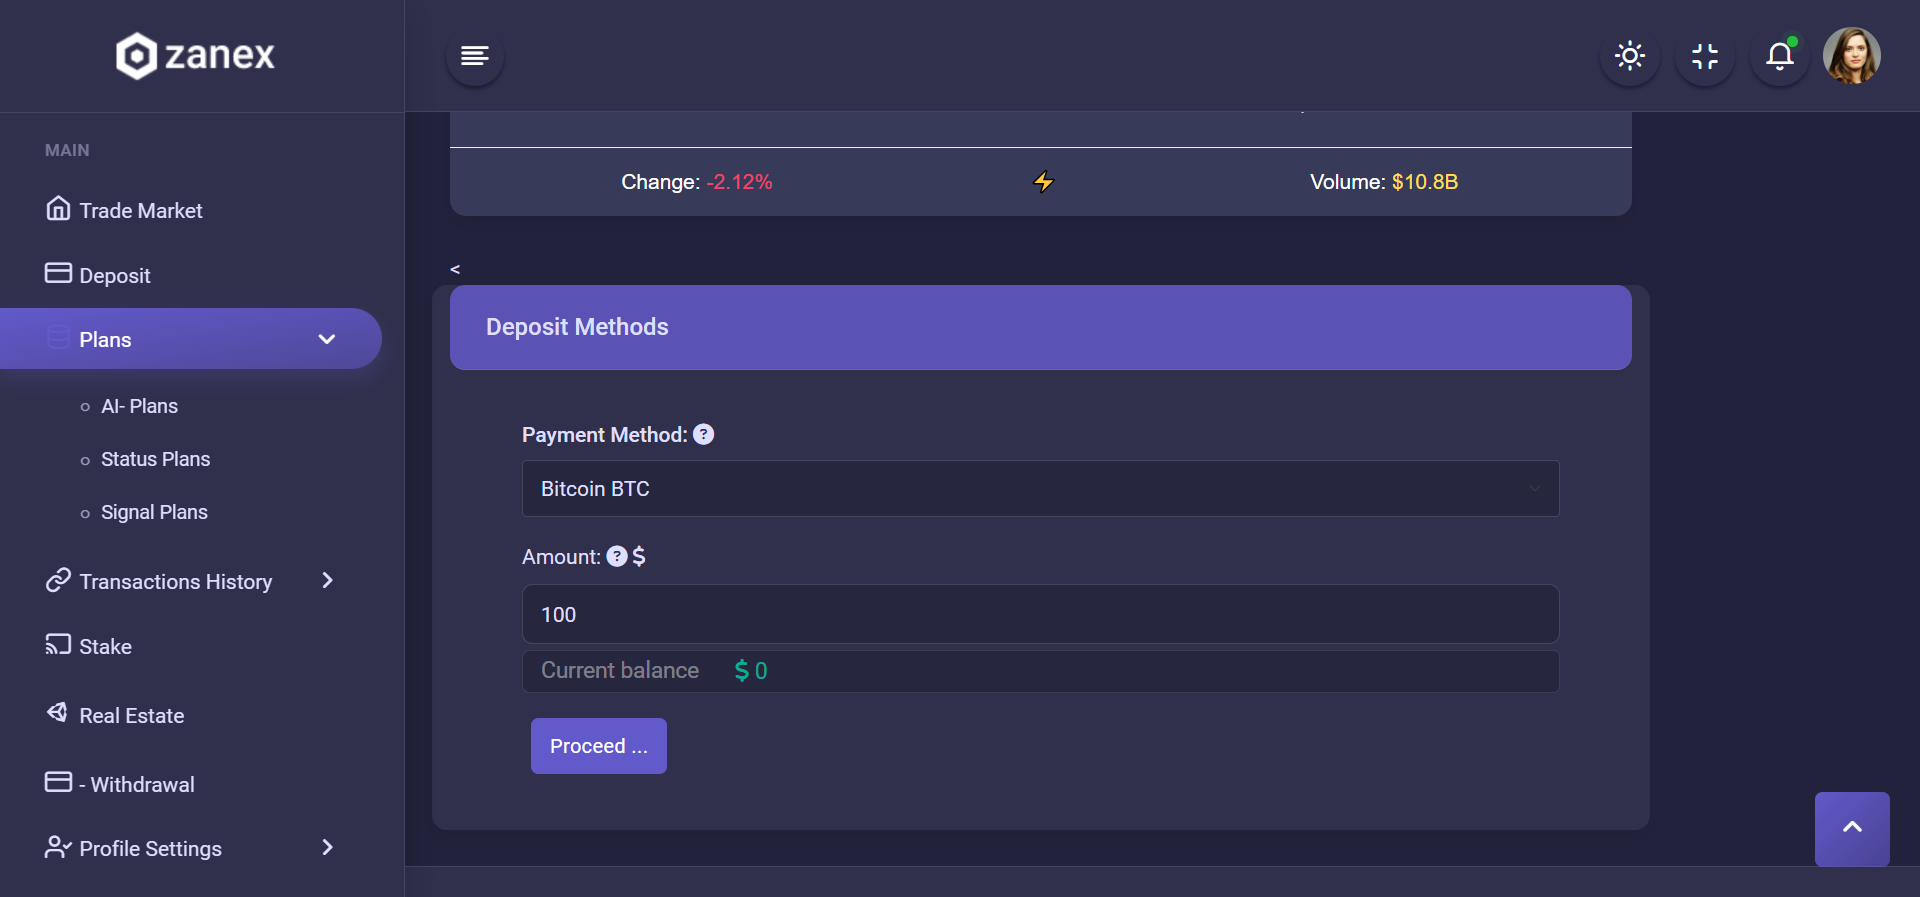 zanex
MAIN
Trade Market
Deposit
Plans
AI- Plans
Status Plans
Signal Plans
Transactions History
Stake
Real Estate
- Withdrawal
Profile Settings
Change: -2.12%
Volume: $10.8B
<
Deposit Methods
Payment Method: ?
Bitcoin BTC
Amount: ? $
100
Current balance $ 0
Proceed ...